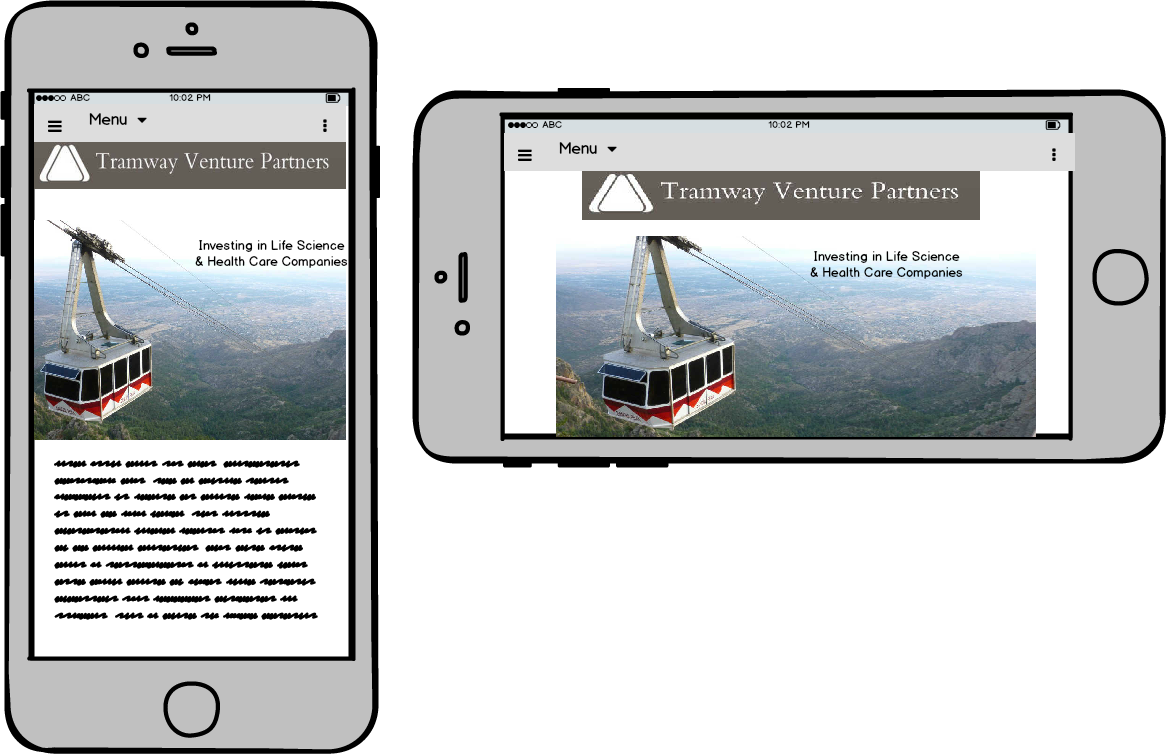 ABC 10:02 PM
Menu
Tramway Venture Partners
Investing in Life Science
& Health Care Companies
ABC 10:02 PM
Menu
Tramway Venture Partners
Investing in Life Science
& Health Care Companies